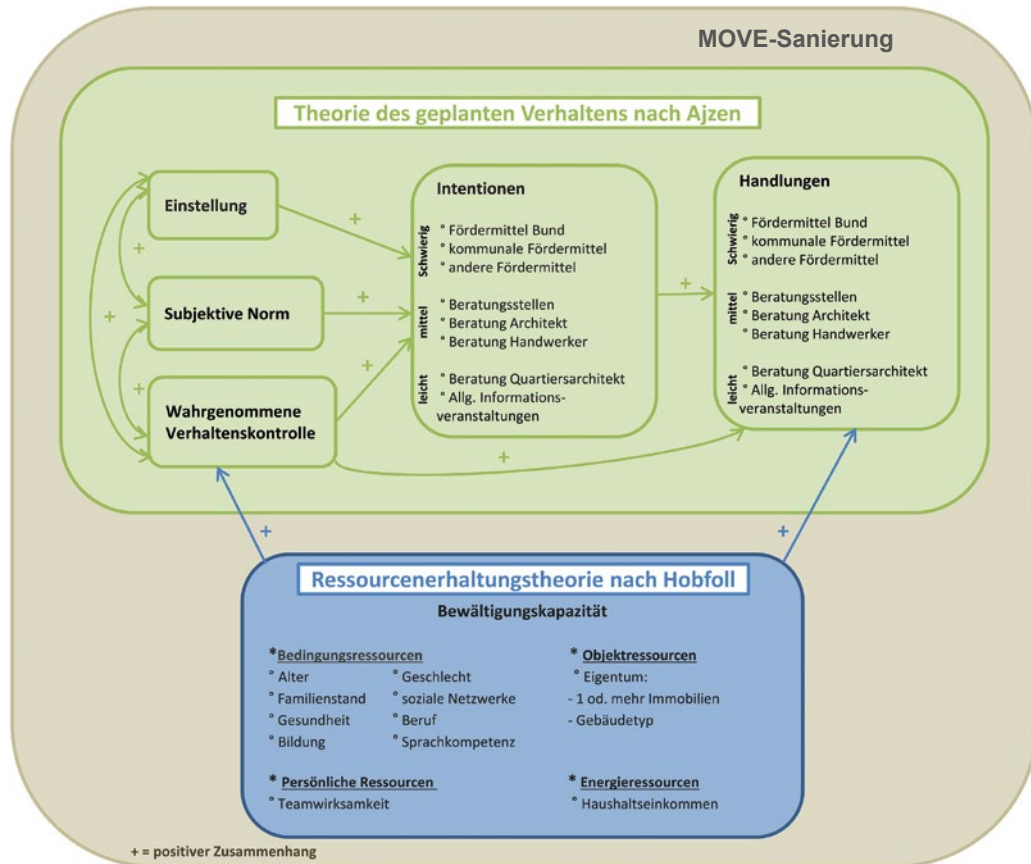 MOVE-Sanierung
Theorie des geplanten Verhaltens nach Ajzen
Einstellung
Subjektive Norm
Wahrgenommene
Verhaltenskontrolle
+
+
+
+
+
+
Intentionen
Schwierig
° Fördermittel Bund
° kommunale Fördermittel
° andere Fördermittel
mittel
° Beratungsstellen
° Beratung Architekt
° Beratung Handwerker
leicht
° Beratung Quartiersarchitekt
° Allg. Informations-
veranstaltungen
+
+
Handlungen
Schwierig
° Fördermittel Bund
° kommunale Fördermittel
° andere Fördermittel
mittel
° Beratungsstellen
° Beratung Architekt
° Beratung Handwerker
leicht
° Beratung Quartiersarchitekt
° Allg. Informations-
veranstaltungen
+
+
Ressourcenerhaltungstheorie nach Hobfoll
Bewältigungskapazität
*Bedingungsressourcen
° Alter
° Familienstand
° Gesundheit
° Bildung
° Geschlecht
° soziale Netzwerke
° Beruf
° Sprachkompetenz
* Objektressourcen
° Eigentum:
- 1 od. mehr Immobilien
- Gebäudetyp
* Persönliche Ressourcen
° Teamwirksamkeit
* Energieressourcen
° Haushaltseinkommen
+ = positiver Zusammenhang